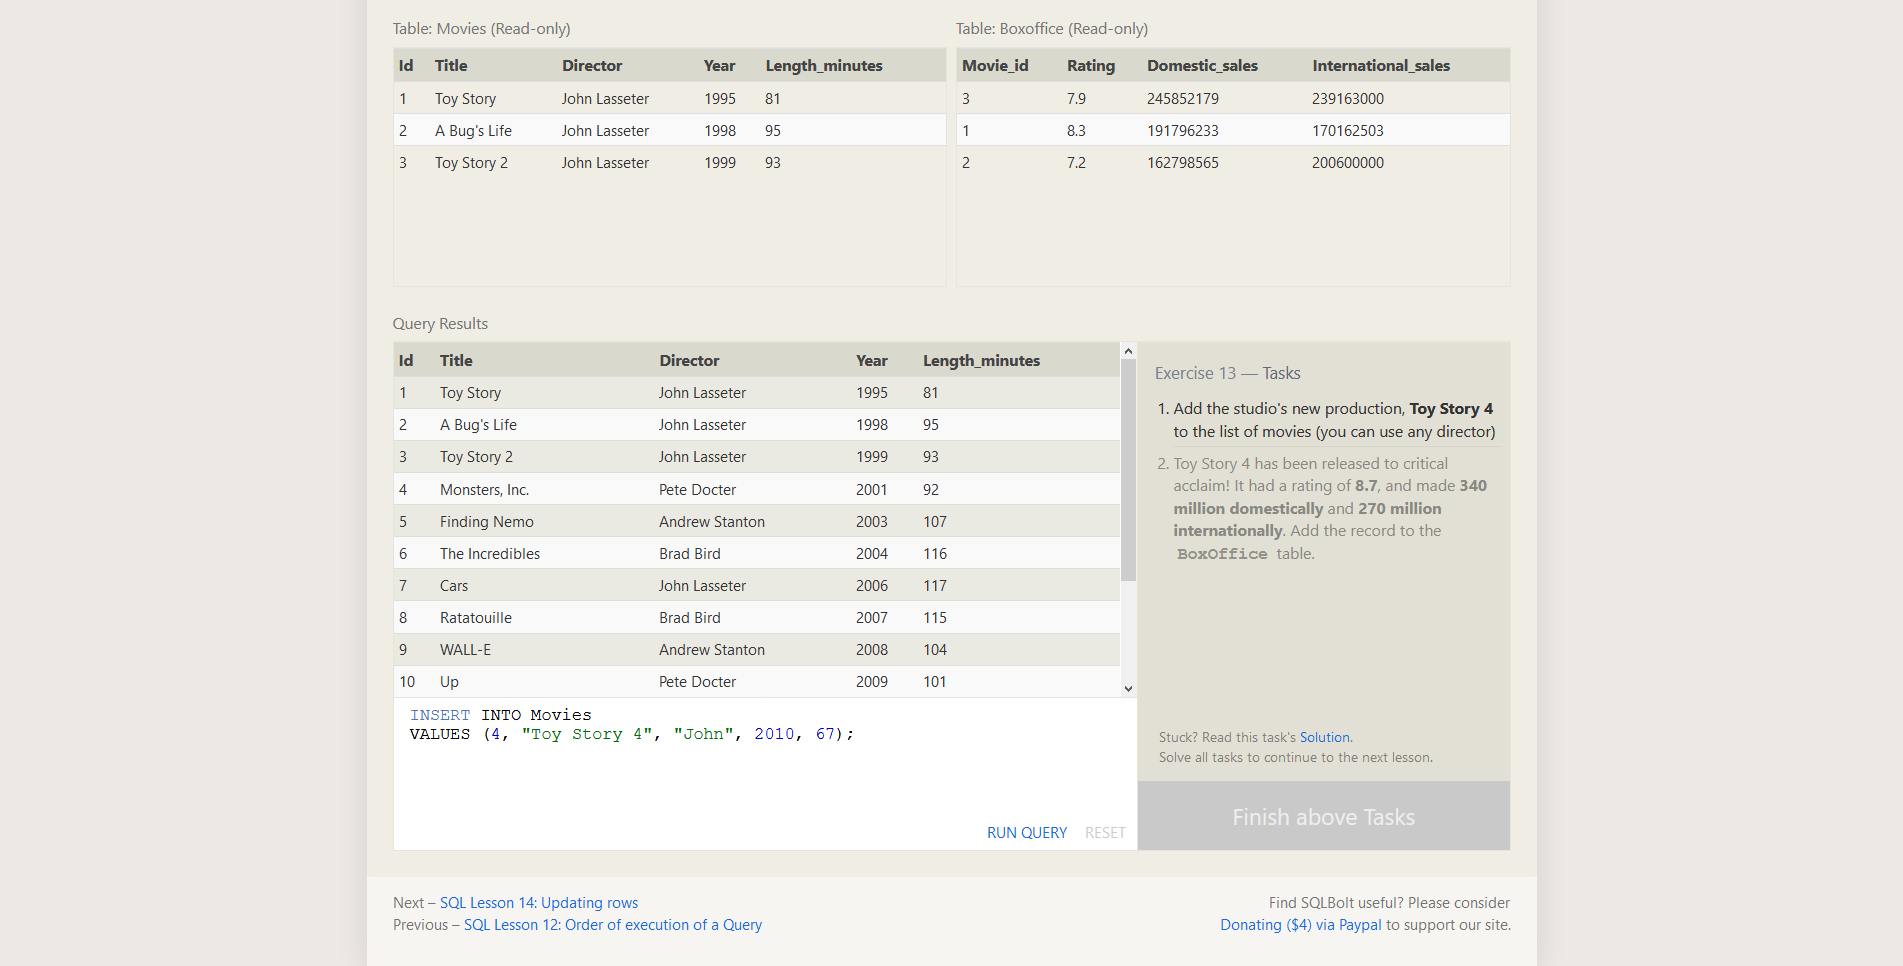 Table: Movies (Read-only)
Id Title Director Year Length_minutes
1 Toy Story John Lasseter 1995 81
2 A Bug's Life John Lasseter 1998 95
3 Toy Story 2 John Lasseter 1999 93
Table: Boxoffice (Read-only)
Movie_id Rating Domestic_sales International_sales
3 7.9 245852179 239163000
1 8.3 191796233 170162503
2 7.2 162798565 200600000
Query Results
Id Title Director Year Length_minutes
1 Toy Story John Lasseter 1995 81
2 A Bug's Life John Lasseter 1998 95
3 Toy Story 2 John Lasseter 1999 93
4 Monsters, Inc. Pete Docter 2001 92
5 Finding Nemo Andrew Stanton 2003 107
6 The Incredibles Brad Bird 2004 116
7 Cars John Lasseter 2006 117
8 Ratatouille Brad Bird 2007 115
9 WALL-E Andrew Stanton 2008 104
10 Up Pete Docter 2009 101
INSERT INTO Movies
VALUES (4, "Toy Story 4", "John", 2010, 67);
RUN QUERY RESET
Exercise 13 — Tasks
1. Add the studio's new production, Toy Story 4
to the list of movies (you can use any director)
2. Toy Story 4 has been released to critical
acclaim! It had a rating of 8.7, and made 340
million domestically and 270 million
internationally. Add the record to the
BoxOffice table.
Stuck? Read this task's Solution.
Solve all tasks to continue to the next lesson.
Finish above Tasks
Next – SQL Lesson 14: Updating rows
Previous – SQL Lesson 12: Order of execution of a Query
Find SQLBolt useful? Please consider
Donating ($4) via Paypal to support our site.